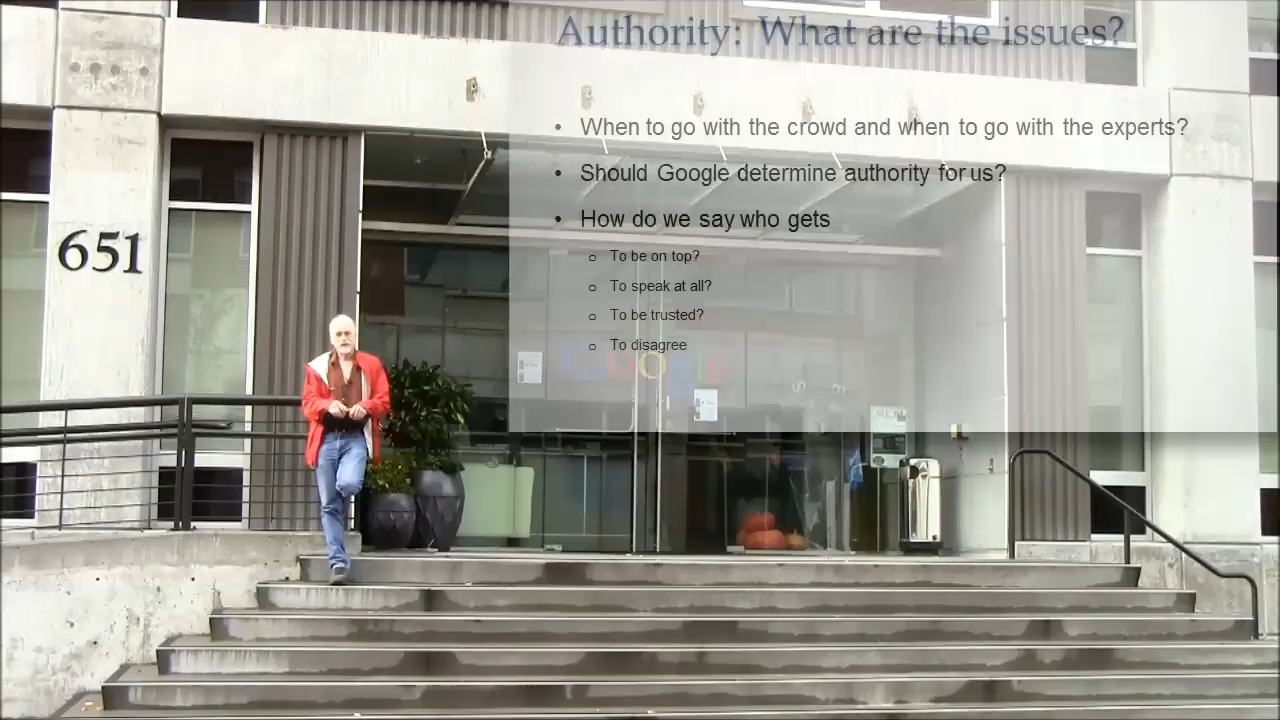 Authority: What are the issues?
• When to go with the crowd and when to go with the experts?
• Should Google determine authority for us?
• How do we say who gets
651
o To be on top?
o To speak at all?
o To be trusted?
o To disagree
Google